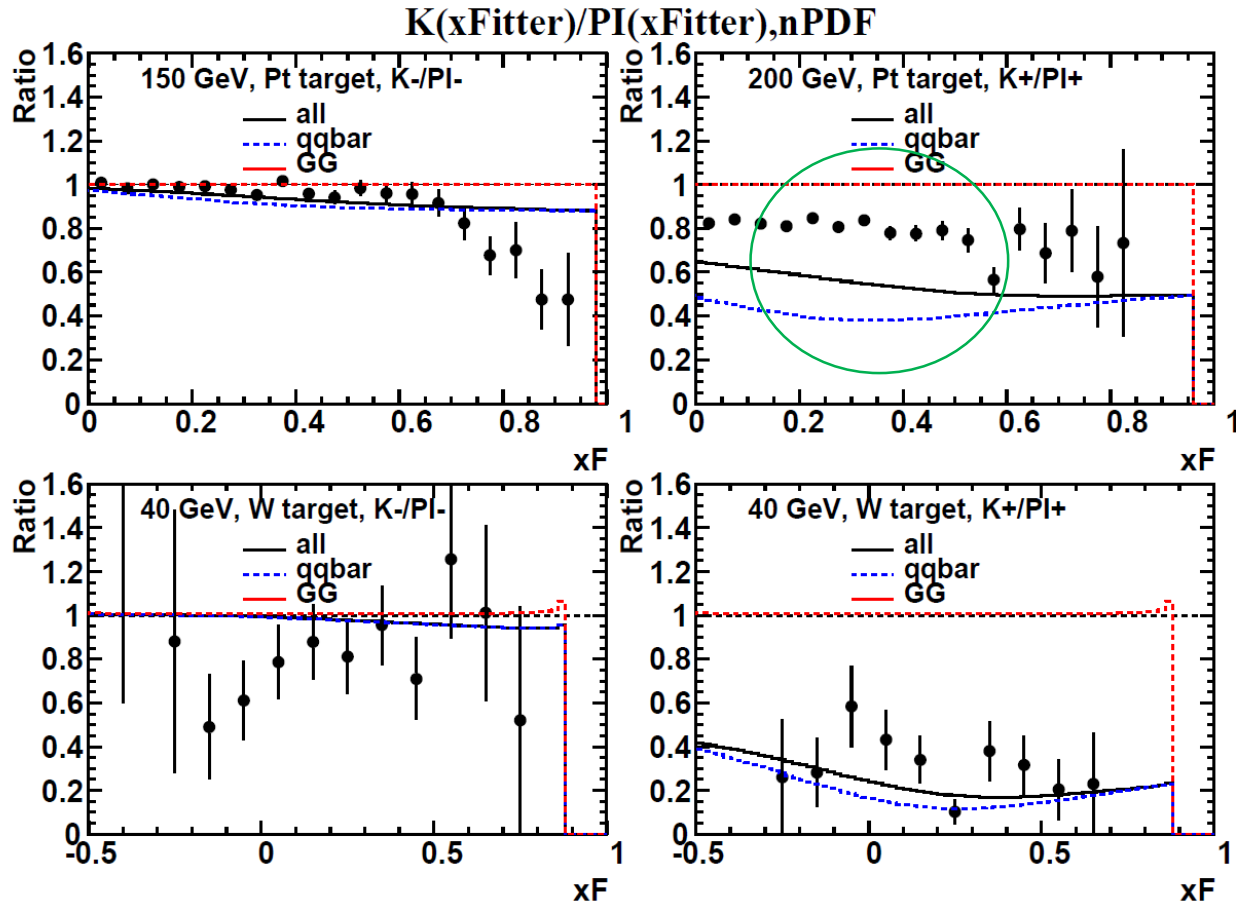 K(xFitter)/PI(xFitter),nPDF
Ratio
1.6
1.4
1.2
1
0.8
0.6
0.4
0.2
0
150 GeV, Pt target, K-/PI-
all
qqbar
GG
0 0.2 0.4 0.6 0.8 1
xF
Ratio
1.6
1.4
1.2
1
0.8
0.6
0.4
0.2
0
200 GeV, Pt target, K+/PI+
all
qqbar
GG
0 0.2 0.4 0.6 0.8 1
xF
Ratio
1.6
1.4
1.2
1
0.8
0.6
0.4
0.2
0
40 GeV, W target, K-/PI-
all
qqbar
GG
-0.5 0 0.5 1
xF
Ratio
1.6
1.4
1.2
1
0.8
0.6
0.4
0.2
0
40 GeV, W target, K+/PI+
all
qqbar
GG
-0.5 0 0.5 1
xF